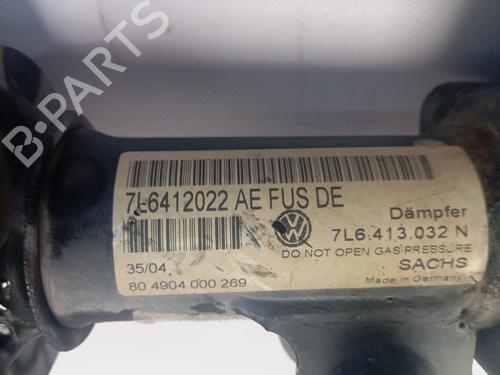 B-PARTS
7L6412022 AE FUS DE
Dämpfer
7L6.413.032 N
DO NOT OPEN GAS PRESSURE
35/04
SACHS
80 4904 000 269
Made in Germany